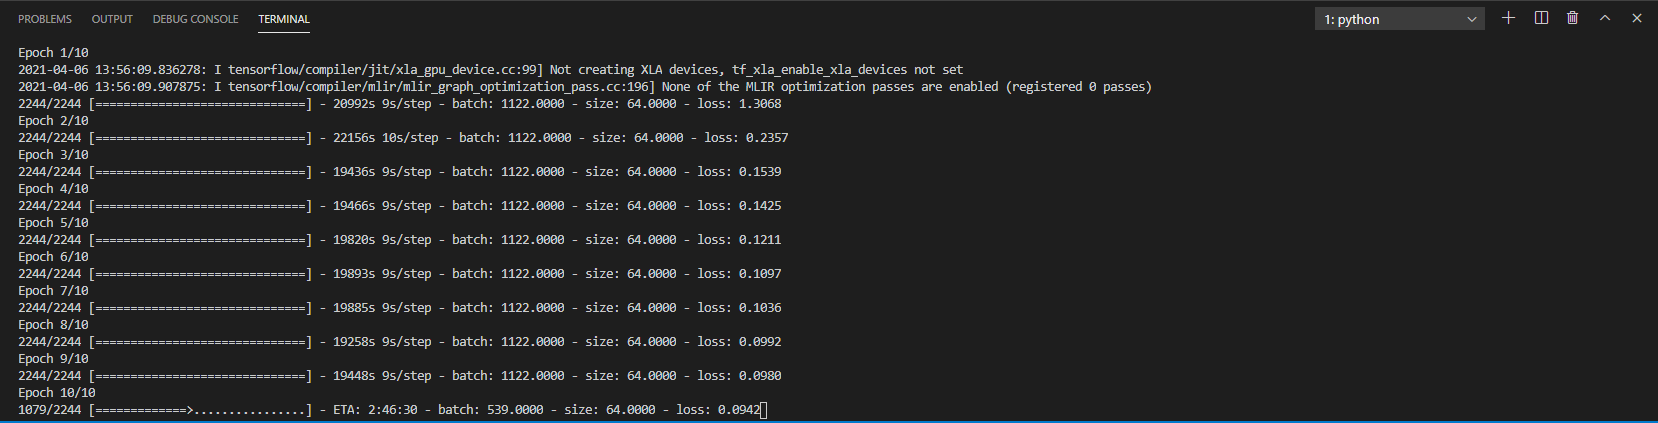 PROBLEMS OUTPUT DEBUG CONSOLE TERMINAL 1: python
Epoch 1/10
2021-04-06 13:56:09.836278: I tensorflow/compiler/jit/xla_gpu_device.cc:99] Not creating XLA devices, tf_xla_enable_xla_devices not set
2021-04-06 13:56:09.907875: I tensorflow/compiler/mlir/mlir_graph_optimization_pass.cc:196] None of the MLIR optimization passes are enabled (registered 0 passes)
2244/2244 [==============================] - 20992s 9s/step - batch: 1122.0000 - size: 64.0000 - loss: 1.3068
Epoch 2/10
2244/2244 [==============================] - 22156s 10s/step - batch: 1122.0000 - size: 64.0000 - loss: 0.2357
Epoch 3/10
2244/2244 [==============================] - 19436s 9s/step - batch: 1122.0000 - size: 64.0000 - loss: 0.1539
Epoch 4/10
2244/2244 [==============================] - 19466s 9s/step - batch: 1122.0000 - size: 64.0000 - loss: 0.1425
Epoch 5/10
2244/2244 [==============================] - 19820s 9s/step - batch: 1122.0000 - size: 64.0000 - loss: 0.1211
Epoch 6/10
2244/2244 [==============================] - 19893s 9s/step - batch: 1122.0000 - size: 64.0000 - loss: 0.1097
Epoch 7/10
2244/2244 [==============================] - 19885s 9s/step - batch: 1122.0000 - size: 64.0000 - loss: 0.1036
Epoch 8/10
2244/2244 [==============================] - 19258s 9s/step - batch: 1122.0000 - size: 64.0000 - loss: 0.0992
Epoch 9/10
2244/2244 [==============================] - 19448s 9s/step - batch: 1122.0000 - size: 64.0000 - loss: 0.0980
Epoch 10/10
1079/2244 [=============>................] - ETA: 2:46:30 - batch: 539.0000 - size: 64.0000 - loss: 0.0942